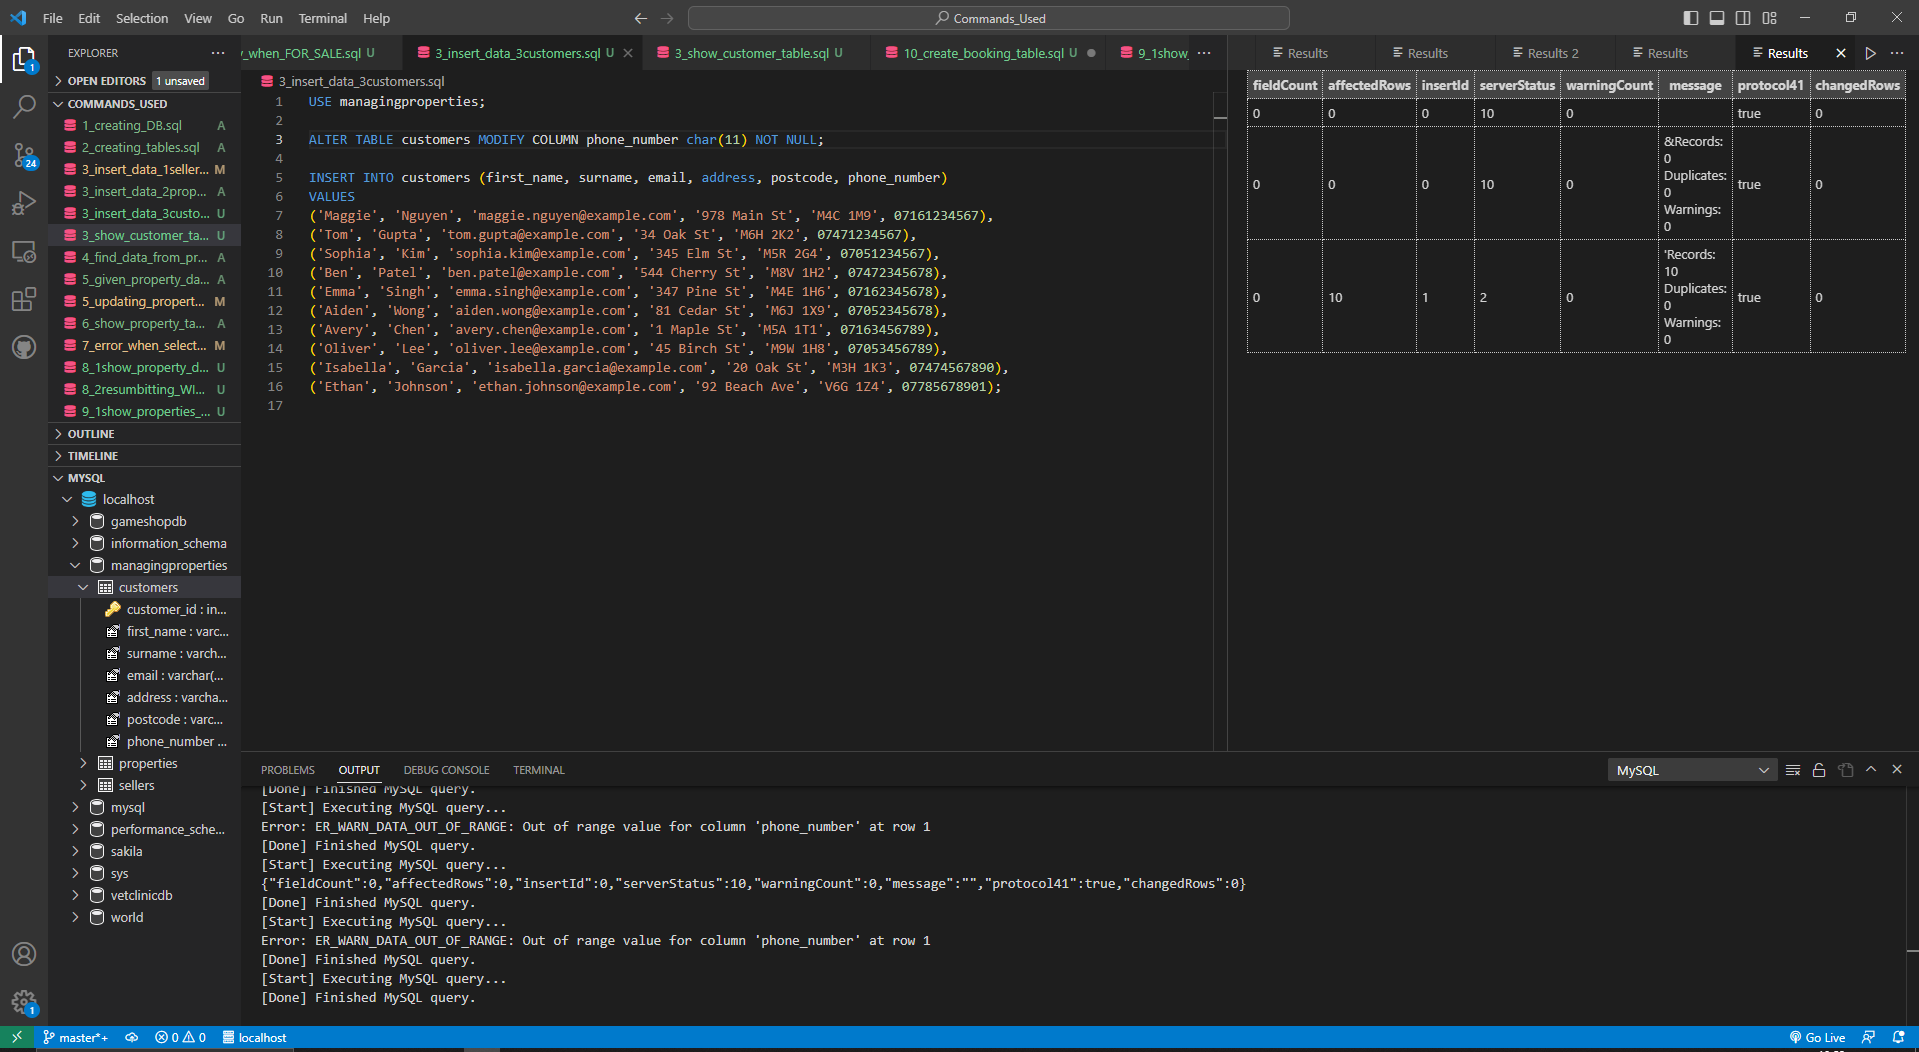 File Edit Selection View Go Run Terminal Help
Commands_Used
EXPLORER
1
OPEN EDITORS 1 unsaved
COMMANDS_USED
1_creating_DB.sql A
2_creating_tables.sql A
3_insert_data_1seller... M
3_insert_data_2prop... A
3_insert_data_3custo... U
3_show_customer_ta... U
4_find_data_from_pr... A
5_given_property_da... A
5_updating_propert... M
6_show_property_ta... A
7_error_when_select... M
8_1show_property_d... U
8_2resumbitting_WI... U
9_1show_properties_... U
24
OUTLINE
TIMELINE
MYSQL
localhost
gameshopdb
information_schema
managingproperties
customers
customer_id : in...
first_name : varc...
surname : varch...
email : varchar(...
address : varcha...
postcode : varc...
phone_number ...
properties
sellers
mysql
performance_sche...
sakila
sys
vetclinicdb
world
1
_when_FOR_SALE.sql U 3_insert_data_3customers.sql U 3_show_customer_table.sql U 10_create_booking_table.sql U 9_1show_
3_insert_data_3customers.sql
1 USE managingproperties;
2
3 ALTER TABLE customers MODIFY COLUMN phone_number char(11) NOT NULL;
4
5 INSERT INTO customers (first_name, surname, email, address, postcode, phone_number)
6 VALUES
7 ('Maggie', 'Nguyen', 'maggie.nguyen@example.com', '978 Main St', 'M4C 1M9', 07161234567),
8 ('Tom', 'Gupta', 'tom.gupta@example.com', '34 Oak St', 'M6H 2K2', 07471234567),
9 ('Sophia', 'Kim', 'sophia.kim@example.com', '345 Elm St', 'M5R 2G4', 07051234567),
10 ('Ben', 'Patel', 'ben.patel@example.com', '544 Cherry St', 'M8V 1H2', 07472345678),
11 ('Emma', 'Singh', 'emma.singh@example.com', '347 Pine St', 'M4E 1H6', 07162345678),
12 ('Aiden', 'Wong', 'aiden.wong@example.com', '81 Cedar St', 'M6J 1X9', 07052345678),
13 ('Avery', 'Chen', 'avery.chen@example.com', '1 Maple St', 'M5A 1T1', 07163456789),
14 ('Oliver', 'Lee', 'oliver.lee@example.com', '45 Birch St', 'M9W 1H8', 07053456789),
15 ('Isabella', 'Garcia', 'isabella.garcia@example.com', '20 Oak St', 'M3H 1K3', 07474567890),
16 ('Ethan', 'Johnson', 'ethan.johnson@example.com', '92 Beach Ave', 'V6G 1Z4', 07785678901);
17
Results Results Results 2 Results Results
fieldCount affectedRows insertId serverStatus warningCount message protocol41 changedRows
0 0 0 10 0 true 0
0 0 0 10 0 &Records: 0 Duplicates: 0 Warnings: 0 true 0
0 10 1 2 0 'Records: 10 Duplicates: 0 Warnings: 0 true 0
PROBLEMS OUTPUT DEBUG CONSOLE TERMINAL
MySQL
[Done] Finished MySQL query.
[Start] Executing MySQL query...
Error: ER_WARN_DATA_OUT_OF_RANGE: Out of range value for column 'phone_number' at row 1
[Done] Finished MySQL query.
[Start] Executing MySQL query...
{"fieldCount":0,"affectedRows":0,"insertId":0,"serverStatus":10,"warningCount":0,"message":"","protocol41":true,"changedRows":0}
[Done] Finished MySQL query.
[Start] Executing MySQL query...
Error: ER_WARN_DATA_OUT_OF_RANGE: Out of range value for column 'phone_number' at row 1
[Done] Finished MySQL query.
[Start] Executing MySQL query...
[Done] Finished MySQL query.
master*+ 0 0 localhost
Go Live